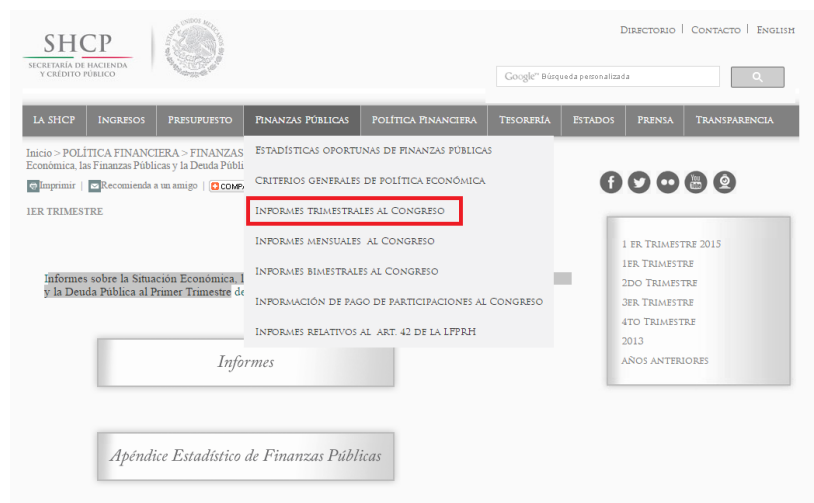 DIRECTORIO | CONTACTO | ENGLISH
SHCP
SECRETARÍA DE HACIENDA
Y CRÉDITO PÚBLICO
ESTADOS UNIDOS MEXICANOS
Google™ Búsqueda personalizada
LA SHCP INGRESOS PRESUPUESTO FINANZAS PÚBLICAS POLÍTICA FINANCIERA TESORERÍA ESTADOS PRENSA TRANSPARENCIA
Inicio > POLÍTICA FINANCIERA > FINANZAS
Económica, las Finanzas Públicas y la Deuda Públi
Imprimir | Recomienda a un amigo | COMPA
1ER TRIMESTRE
ESTADÍSTICAS OPORTUNAS DE FINANZAS PÚBLICAS
CRITERIOS GENERALES DE POLÍTICA ECONÓMICA
INFORMES TRIMESTRALES AL CONGRESO
INFORMES MENSUALES AL CONGRESO
INFORMES BIMESTRALES AL CONGRESO
INFORMACIÓN DE PAGO DE PARTICIPACIONES AL CONGRESO
INFORMES RELATIVOS AL ART. 42 DE LA LFPRH
You
1 ER TRIMESTRE 2015
1ER TRIMESTRE
2DO TRIMESTRE
3ER TRIMESTRE
4TO TRIMESTRE
2013
AÑOS ANTERIORES
Informes sobre la Situación Económica,
y la Deuda Pública al Primer Trimestre de
Informes
Apéndice Estadístico de Finanzas Públicas